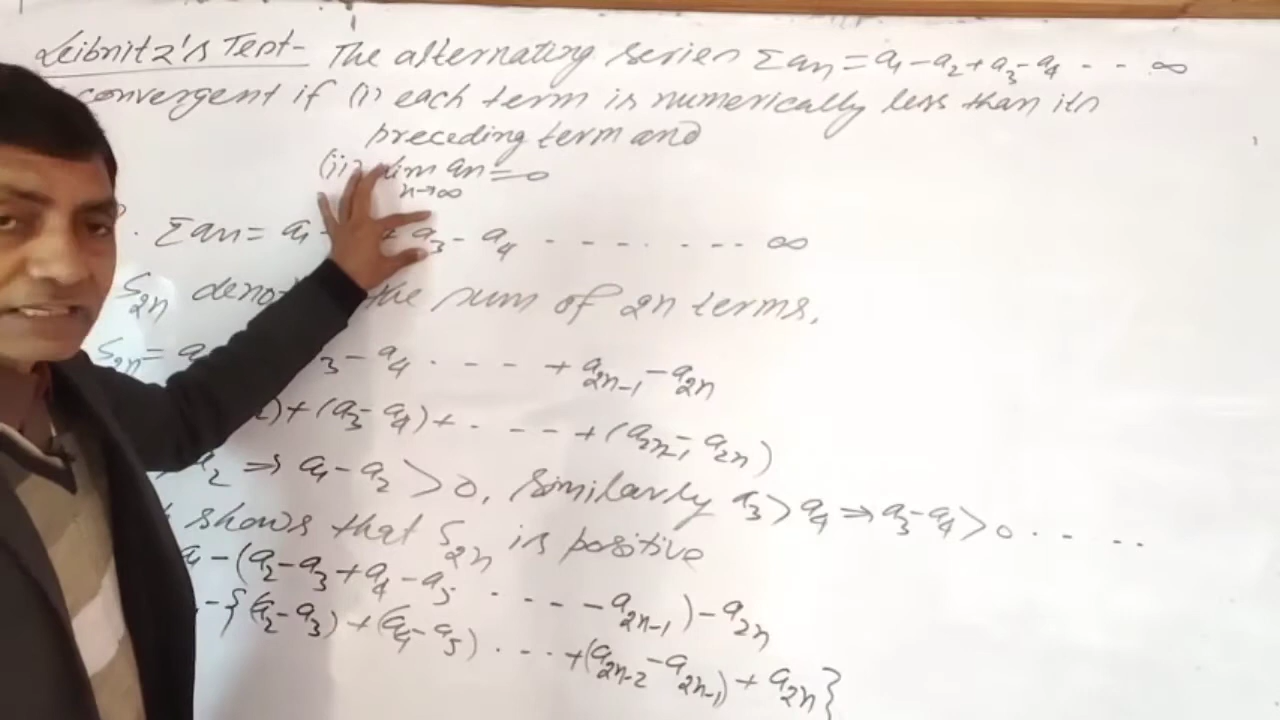 Leibnitz's Test- The alternating series Σan = a1 - a2 + a3 - a4 - - ∞
convergent if (i) each term is numerically less than its
preceding term and
(ii) lim an = 0
n→∞
Σan = a1 - + a3 - a4 - - - - - - - - ∞
S2n the sum of 2n terms.
S2n = a 3 - a4 . - - - + a2n-1 - a2n
) + (a3 - a4) + . - - - + (a2n-1 - a2n)
a2 ⇒ a1 - a2 > 0, Similarly a3 > a4 ⇒ a3 - a4 > 0 . - - ..
shows that S2n is positive
a1 - (a2 - a3 + a4 - a5 . - - - - a2n-1) - a2n
- {(a2 - a3) + (a4 - a5) . - - + (a2n-2 - a2n-1) + a2n}